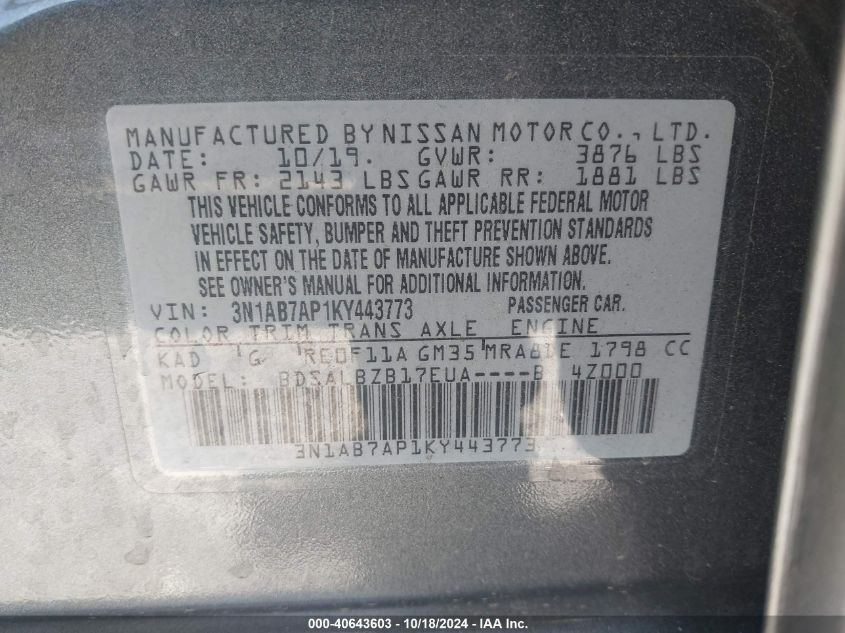 MANUFACTURED BY NISSAN MOTOR CO., LTD.
DATE: 10/19. GVWR: 3876 LBS
GAWR FR: 2143 LBS GAWR RR: 1881 LBS
THIS VEHICLE CONFORMS TO ALL APPLICABLE FEDERAL MOTOR
VEHICLE SAFETY, BUMPER AND THEFT PREVENTION STANDARDS
IN EFFECT ON THE DATE OF MANUFACTURE SHOWN ABOVE.
SEE OWNER'S MANUAL FOR ADDITIONAL INFORMATION.
VIN: 3N1AB7AP1KY443773 PASSENGER CAR.
COLOR TRIM TRANS AXLE ENGINE
KAD G RE0F11A GM35 MRA8DE 1798 CC
MODEL: BDSALBZB17EUA----B 4Z000
3N1AB7AP1KY443773
000-40643603 - 10/18/2024 - IAA Inc.